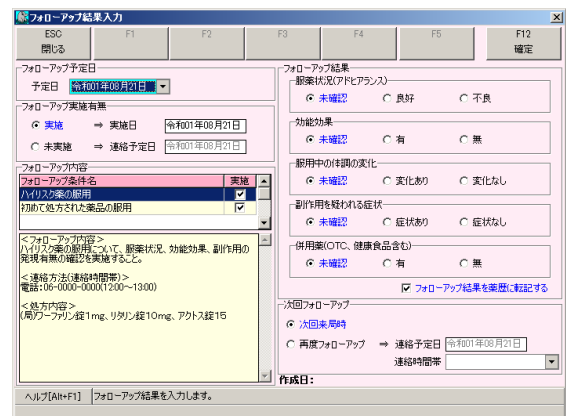 フォローアップ結果入力
ESC F1 F2 F3 F4 F5 F12
閉じる 確定
フォローアップ予定日
予定日 令和01年08月21日
フォローアップ実施有無
実施 ⇒ 実施日 令和01年08月21日
未実施 ⇒ 連絡予定日 令和01年08月21日
フォローアップ内容
フォローアップ条件名 実施
ハイリスク薬の服用
初めて処方された薬品の服用
<フォローアップ内容>
ハイリスク薬の服用について、服薬状況、効能効果、副作用の
発現有無の確認を実施すること。
<連絡方法(連絡時間帯)>
電話:06-0000-0000(12:00~13:00)
<処方内容>
(局)ワーファリン錠1mg、リタリン錠10mg、アクトス錠15
フォローアップ結果
服薬状況(アドヒアランス)
未確認 良好 不良
効能効果
未確認 有 無
服用中の体調の変化
未確認 変化あり 変化なし
副作用を疑われる症状
未確認 症状あり 症状なし
併用薬(OTC、健康食品含む)
未確認 有 無
フォローアップ結果を薬歴に転記する
次回フォローアップ
次回来局時
再度フォローアップ ⇒ 連絡予定日 令和01年08月21日
連絡時間帯
作成日:
ヘルプ[Alt+F1] フォローアップ結果を入力します。